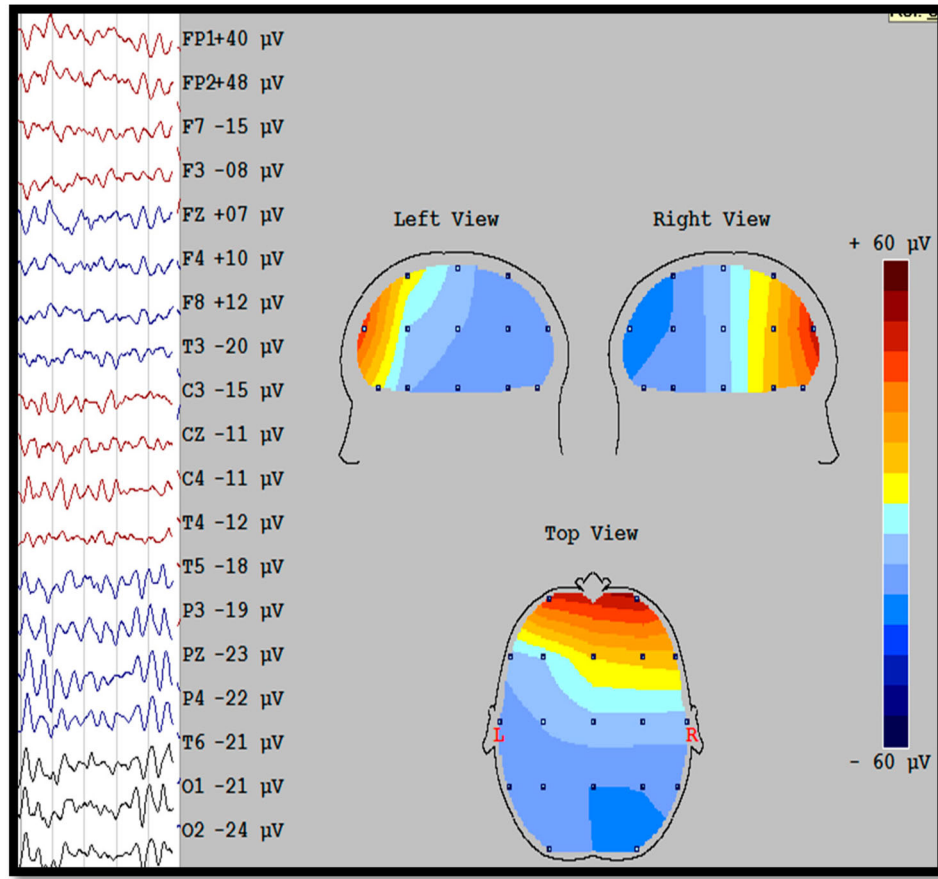 FP1+40 µV
FP2+48 µV
F7 -15 µV
F3 -08 µV
FZ +07 µV
F4 +10 µV
F8 +12 µV
T3 -20 µV
C3 -15 µV
CZ -11 µV
C4 -11 µV
T4 -12 µV
T5 -18 µV
P3 -19 µV
PZ -23 µV
P4 -22 µV
T6 -21 µV
O1 -21 µV
O2 -24 µV
Left View
Right View
+ 60 µV
Top View
L
R
- 60 µV